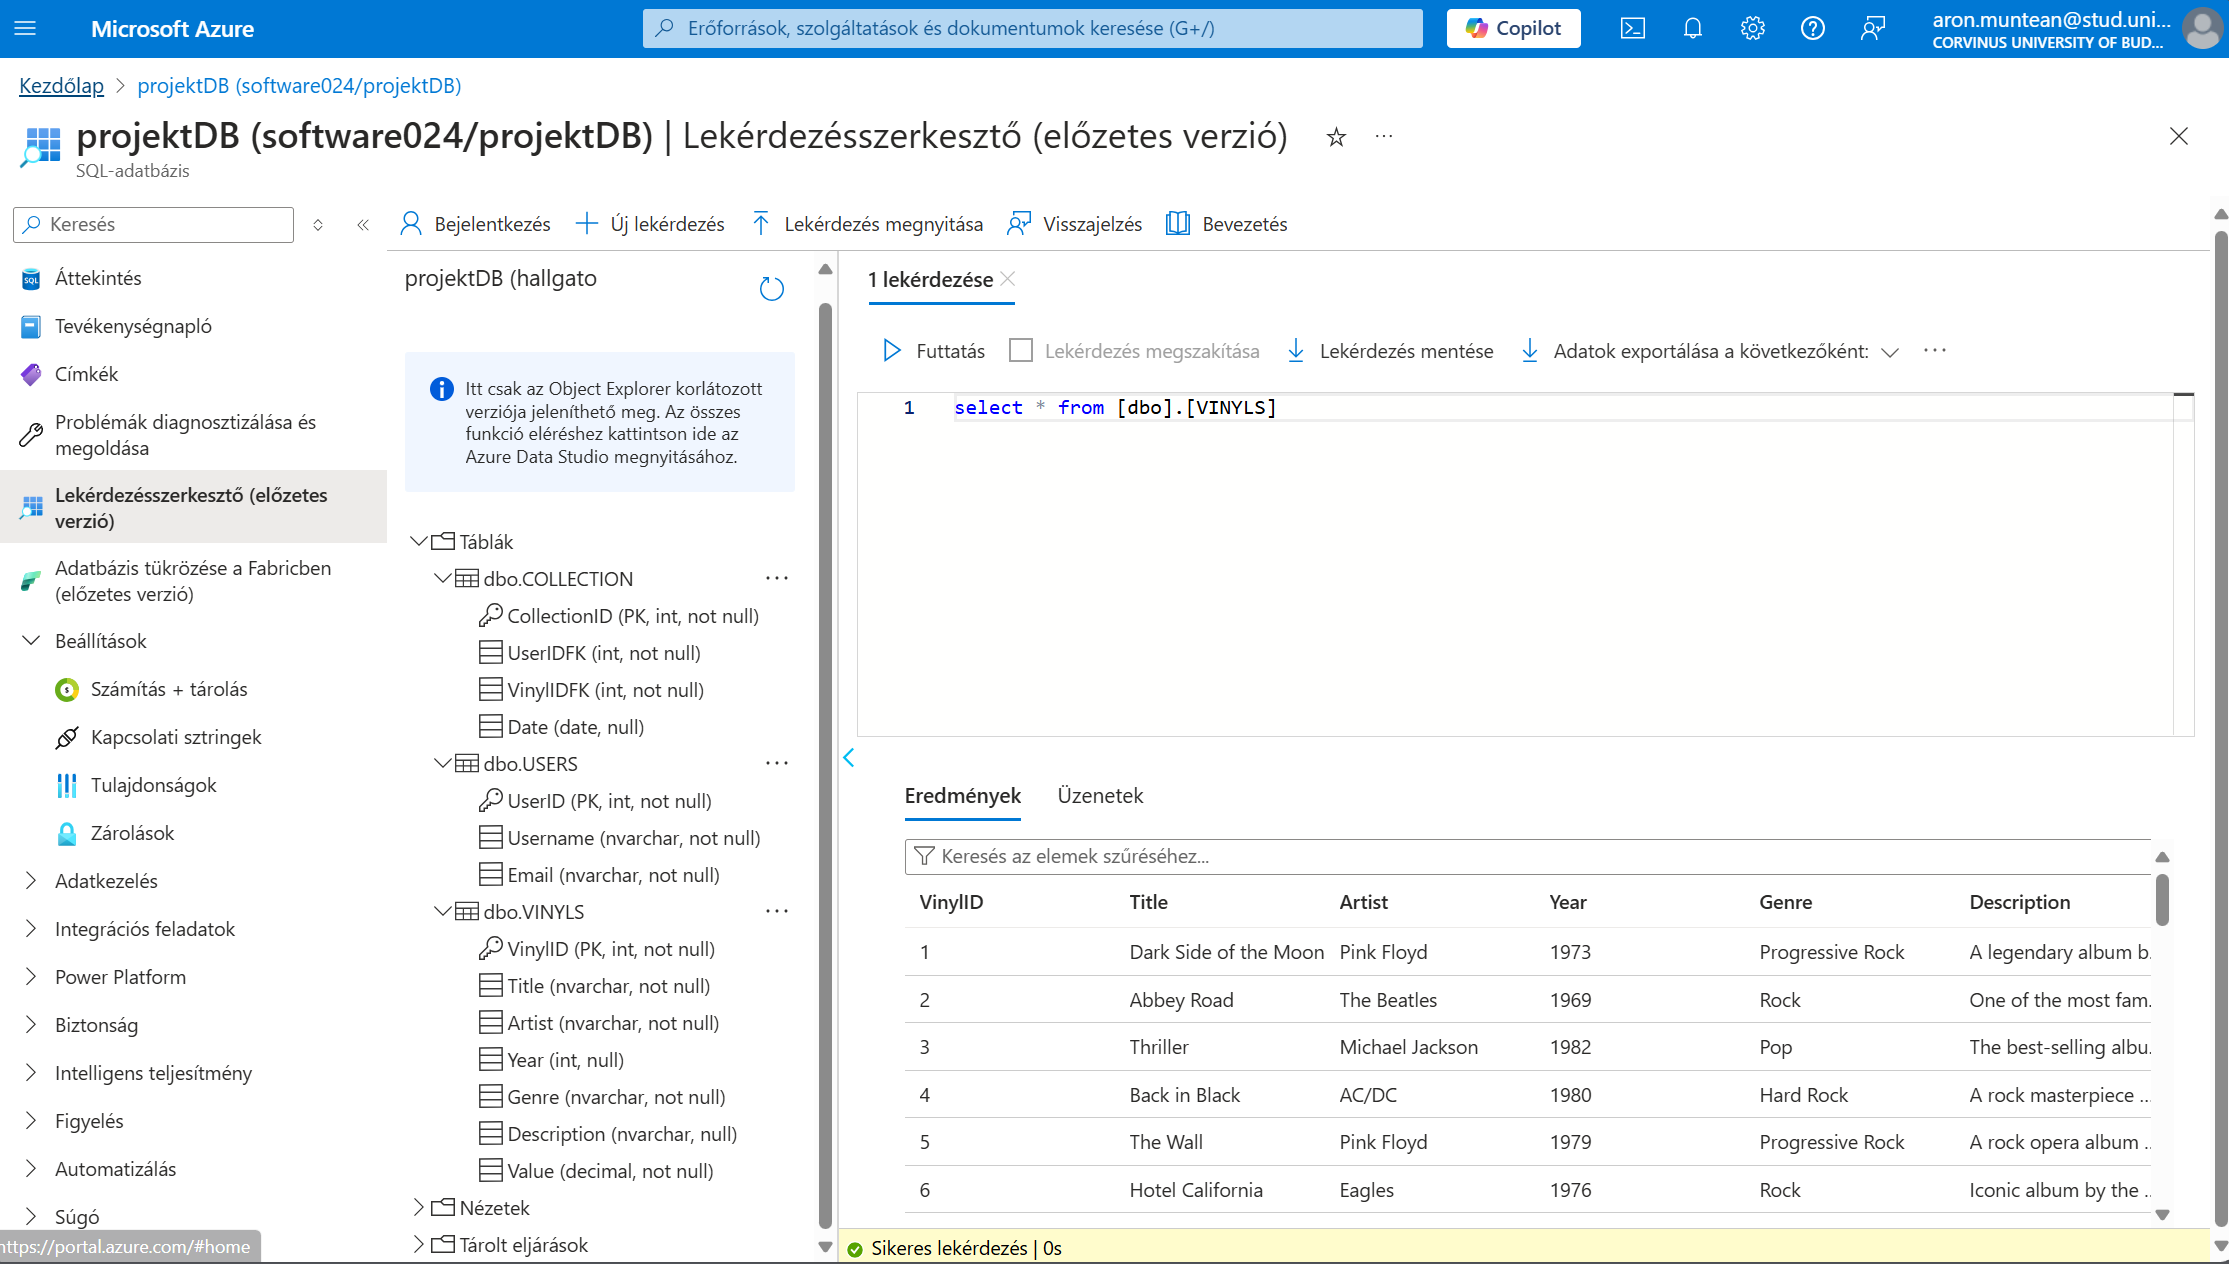 Microsoft Azure
Erőforrások, szolgáltatások és dokumentumok keresése (G+/)
Copilot
aron.muntean@stud.uni...
CORVINUS UNIVERSITY OF BUD...
Kezdőlap > projektDB (software024/projektDB)
projektDB (software024/projektDB) | Lekérdezésszerkesztő (előzetes verzió)
SQL-adatbázis
Keresés
Áttekintés
Tevékenységnapló
Címkék
Problémák diagnosztizálása és
megoldása
Lekérdezésszerkesztő (előzetes
verzió)
Adatbázis tükrözése a Fabricben
(előzetes verzió)
Beállítások
Számítás + tárolás
Kapcsolati sztringek
Tulajdonságok
Zárolások
Adatkezelés
Integrációs feladatok
Power Platform
Biztonság
Intelligens teljesítmény
Figyelés
Automatizálás
Súgó
https://portal.azure.com/#home
Bejelentkezés
Új lekérdezés
Lekérdezés megnyitása
Visszajelzés
Bevezetés
projektDB (hallgato
Itt csak az Object Explorer korlátozott
verziója jeleníthető meg. Az összes
funkció eléréshez kattintson ide az
Azure Data Studio megnyitásához.
Táblák
dbo.COLLECTION
CollectionID (PK, int, not null)
UserIDFK (int, not null)
VinylIDFK (int, not null)
Date (date, null)
dbo.USERS
UserID (PK, int, not null)
Username (nvarchar, not null)
Email (nvarchar, not null)
dbo.VINYLS
VinylID (PK, int, not null)
Title (nvarchar, not null)
Artist (nvarchar, not null)
Year (int, null)
Genre (nvarchar, not null)
Description (nvarchar, null)
Value (decimal, not null)
Nézetek
Tárolt eljárások
1 lekérdezése
Futtatás
Lekérdezés megszakítása
Lekérdezés mentése
Adatok exportálása a következőként:
1 select * from [dbo].[VINYLS]
Eredmények Üzenetek
Keresés az elemek szűréséhez...
VinylID Title Artist Year Genre Description
1 Dark Side of the Moon Pink Floyd 1973 Progressive Rock A legendary album b.
2 Abbey Road The Beatles 1969 Rock One of the most fam.
3 Thriller Michael Jackson 1982 Pop The best-selling albu.
4 Back in Black AC/DC 1980 Hard Rock A rock masterpiece ...
5 The Wall Pink Floyd 1979 Progressive Rock A rock opera album ..
6 Hotel California Eagles 1976 Rock Iconic album by the ..
Sikeres lekérdezés | 0s